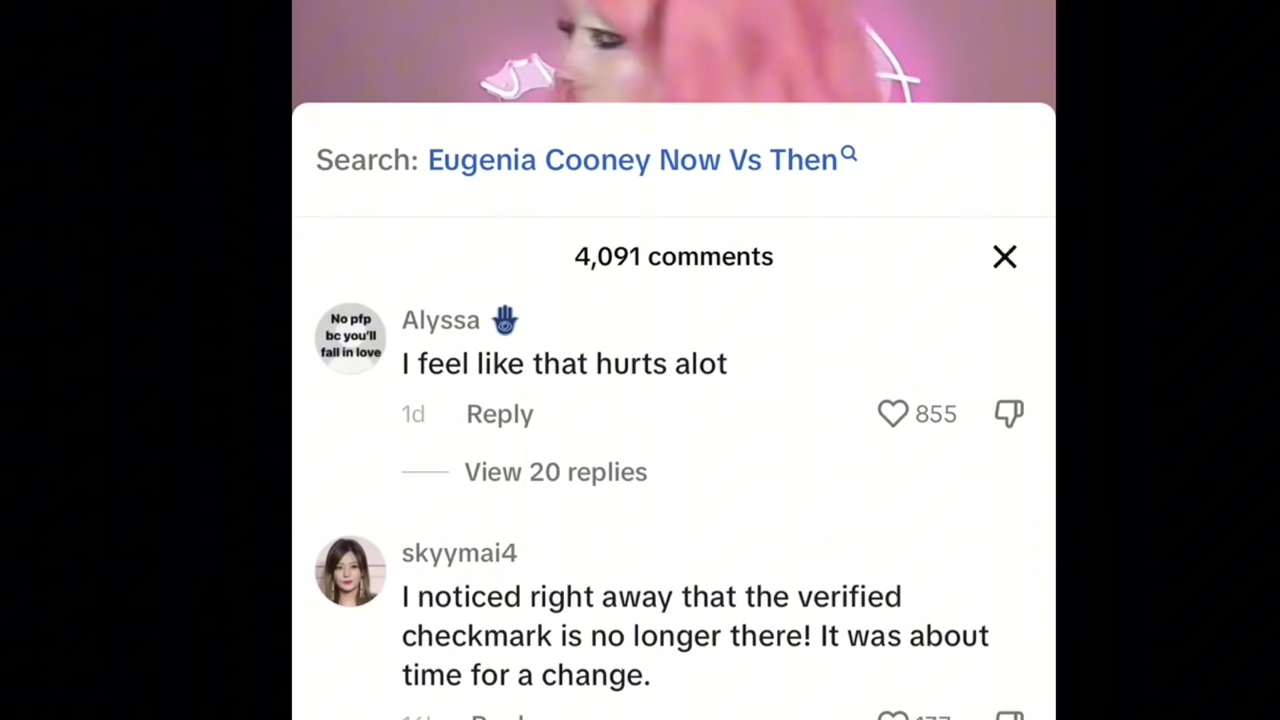 Search: Eugenia Cooney Now Vs Then
4,091 comments
No pfp
bc you'll
fall in love
Alyssa
I feel like that hurts alot
1d Reply 855
View 20 replies
skyymai4
I noticed right away that the verified
checkmark is no longer there! It was about
time for a change.
Reply